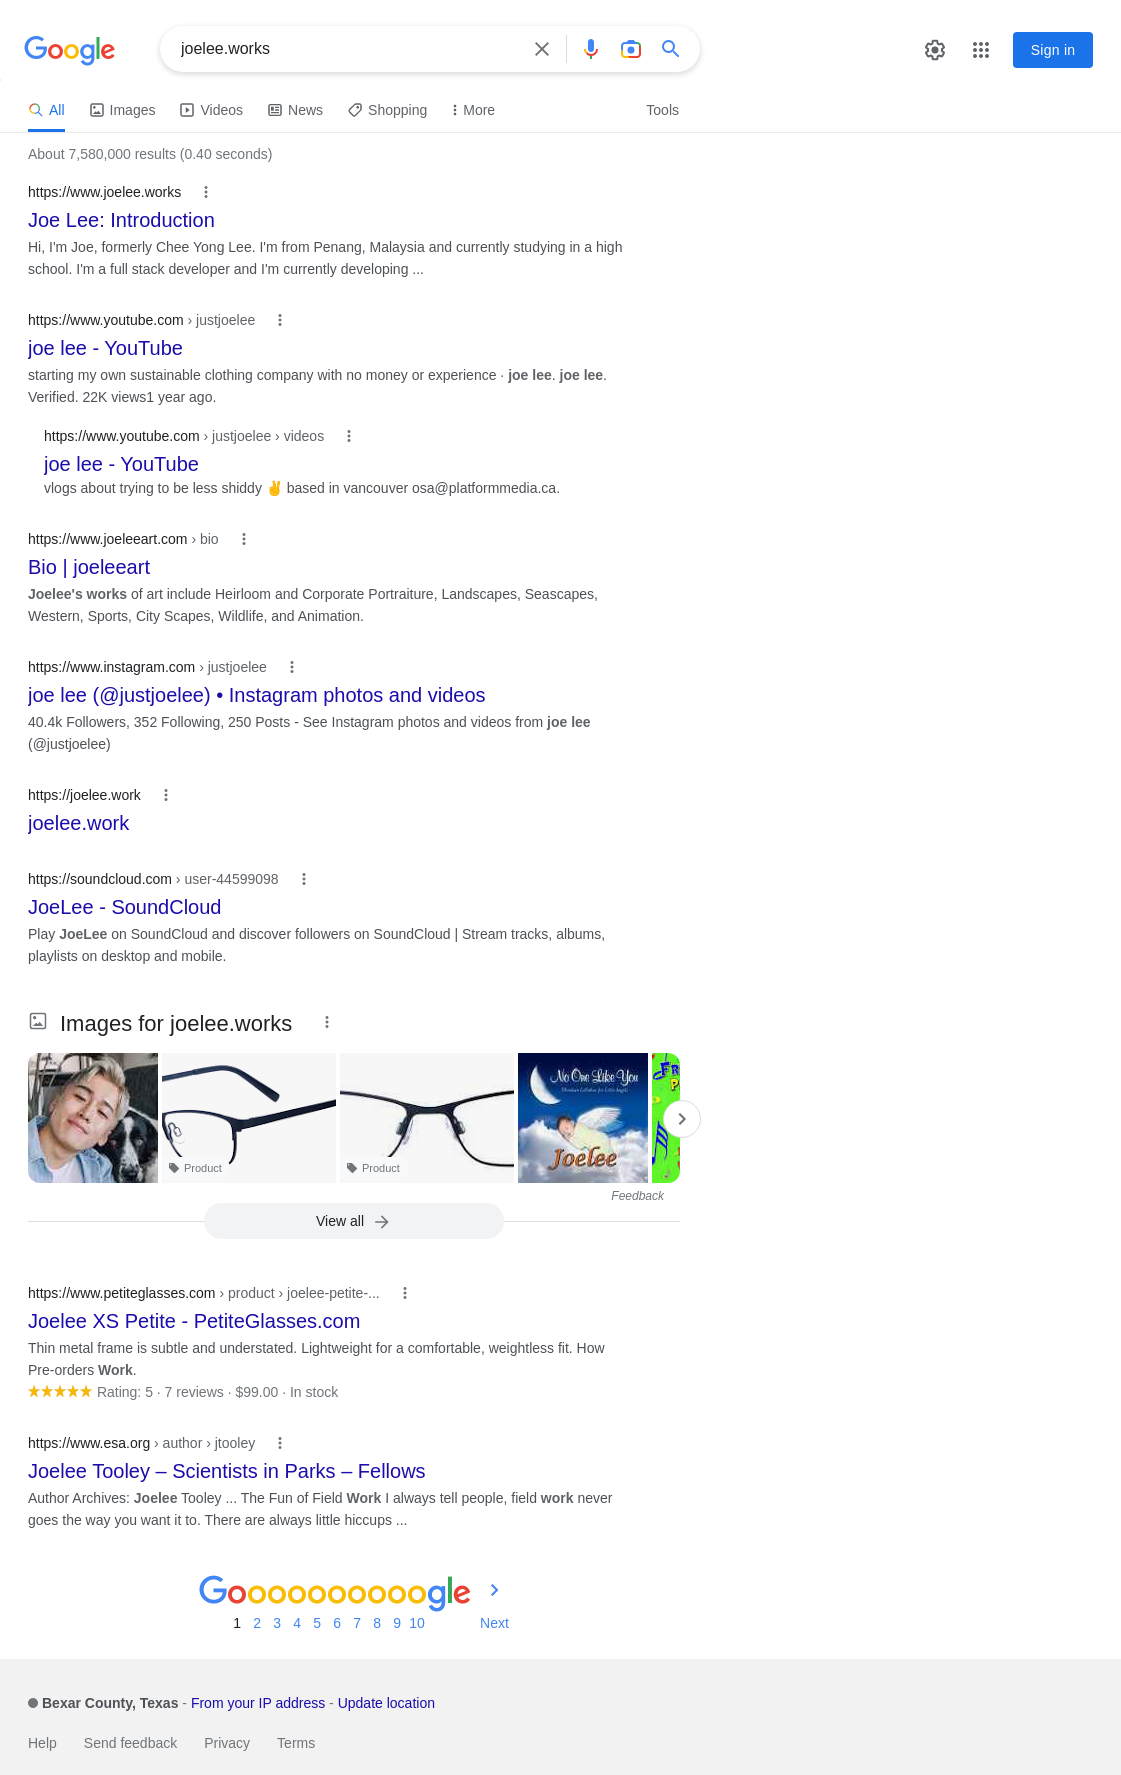 Google
joelee.works
Sign in
All
Images
Videos
News
Shopping
More
Tools
About 7,580,000 results (0.40 seconds)
https://www.joelee.works
Joe Lee: Introduction
Hi, I'm Joe, formerly Chee Yong Lee. I'm from Penang, Malaysia and currently studying in a high
school. I'm a full stack developer and I'm currently developing ...
https://www.youtube.com › justjoelee
joe lee - YouTube
starting my own sustainable clothing company with no money or experience · joe lee. joe lee.
Verified. 22K views1 year ago.
https://www.youtube.com › justjoelee › videos
joe lee - YouTube
vlogs about trying to be less shiddy ✌ based in vancouver osa@platformmedia.ca.
https://www.joeleeart.com › bio
Bio | joeleeart
Joelee's works of art include Heirloom and Corporate Portraiture, Landscapes, Seascapes,
Western, Sports, City Scapes, Wildlife, and Animation.
https://www.instagram.com › justjoelee
joe lee (@justjoelee) • Instagram photos and videos
40.4k Followers, 352 Following, 250 Posts - See Instagram photos and videos from joe lee
(@justjoelee)
https://joelee.work
joelee.work
https://soundcloud.com › user-44599098
JoeLee - SoundCloud
Play JoeLee on SoundCloud and discover followers on SoundCloud | Stream tracks, albums,
playlists on desktop and mobile.
Images for joelee.works
No One Like You
Joelee
Product
Product
Feedback
View all
https://www.petiteglasses.com › product › joelee-petite-...
Joelee XS Petite - PetiteGlasses.com
Thin metal frame is subtle and understated. Lightweight for a comfortable, weightless fit. How
Pre-orders Work.
Rating: 5 · 7 reviews · $99.00 · In stock
https://www.esa.org › author › jtooley
Joelee Tooley – Scientists in Parks – Fellows
Author Archives: Joelee Tooley ... The Fun of Field Work I always tell people, field work never
goes the way you want it to. There are always little hiccups ...
Goooooooooogle
1 2 3 4 5 6 7 8 9 10 Next
Bexar County, Texas - From your IP address - Update location
Help Send feedback Privacy Terms